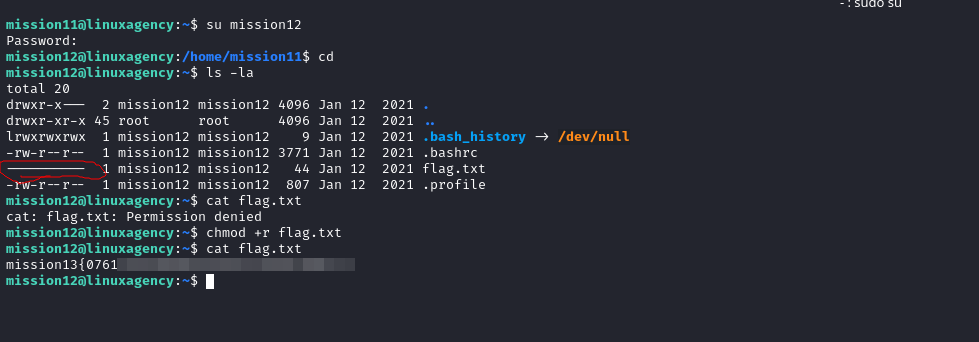 - : sudo su
mission11@linuxagency:~$ su mission12
Password:
mission12@linuxagency:/home/mission11$ cd
mission12@linuxagency:~$ ls -la
total 20
drwxr-x---  2 mission12 mission12 4096 Jan 12  2021 .
drwxr-xr-x 45 root      root      4096 Jan 12  2021 ..
lrwxrwxrwx  1 mission12 mission12    9 Jan 12  2021 .bash_history -> /dev/null
-rw-r--r--  1 mission12 mission12 3771 Jan 12  2021 .bashrc
----------  1 mission12 mission12   44 Jan 12  2021 flag.txt
-rw-r--r--  1 mission12 mission12  807 Jan 12  2021 .profile
mission12@linuxagency:~$ cat flag.txt
cat: flag.txt: Permission denied
mission12@linuxagency:~$ chmod +r flag.txt
mission12@linuxagency:~$ cat flag.txt
mission13{0761
mission12@linuxagency:~$